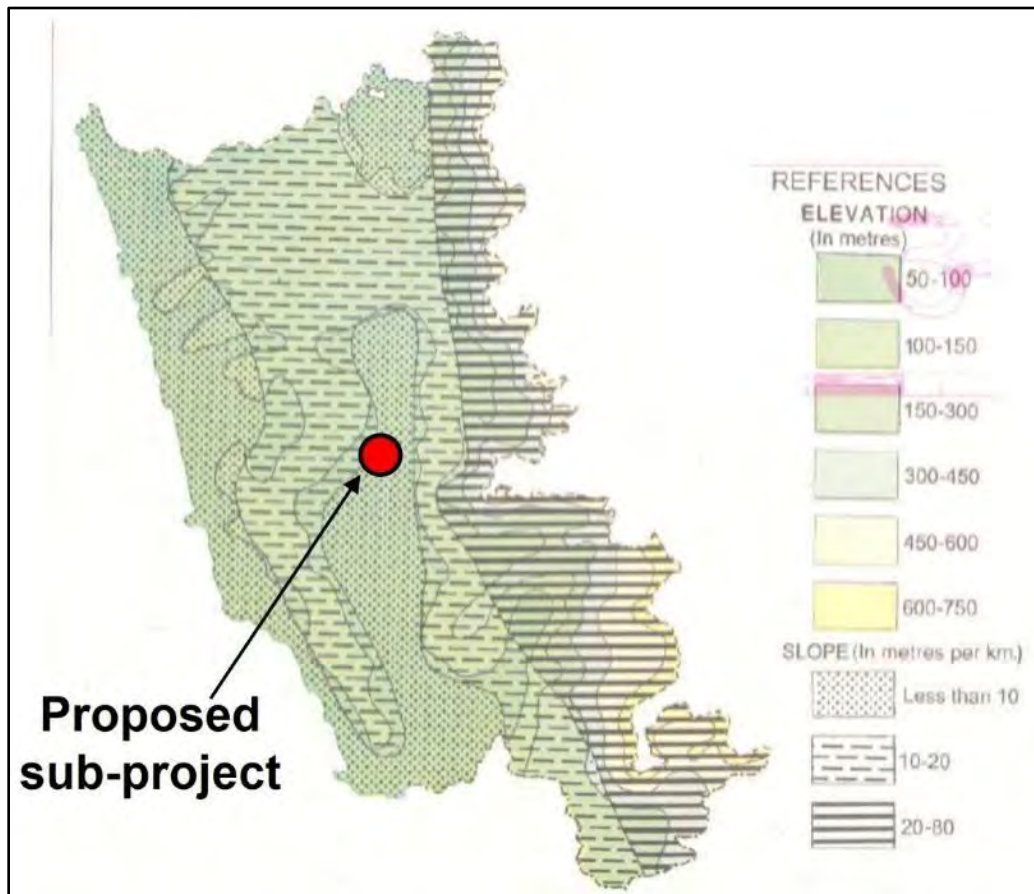 REFERENCES
ELEVATION
(In metres)
50-100
100-150
150-300
300-450
450-600
600-750
SLOPE (In metres per km.)
Less than 10
10-20
20-80
Proposed
sub-project